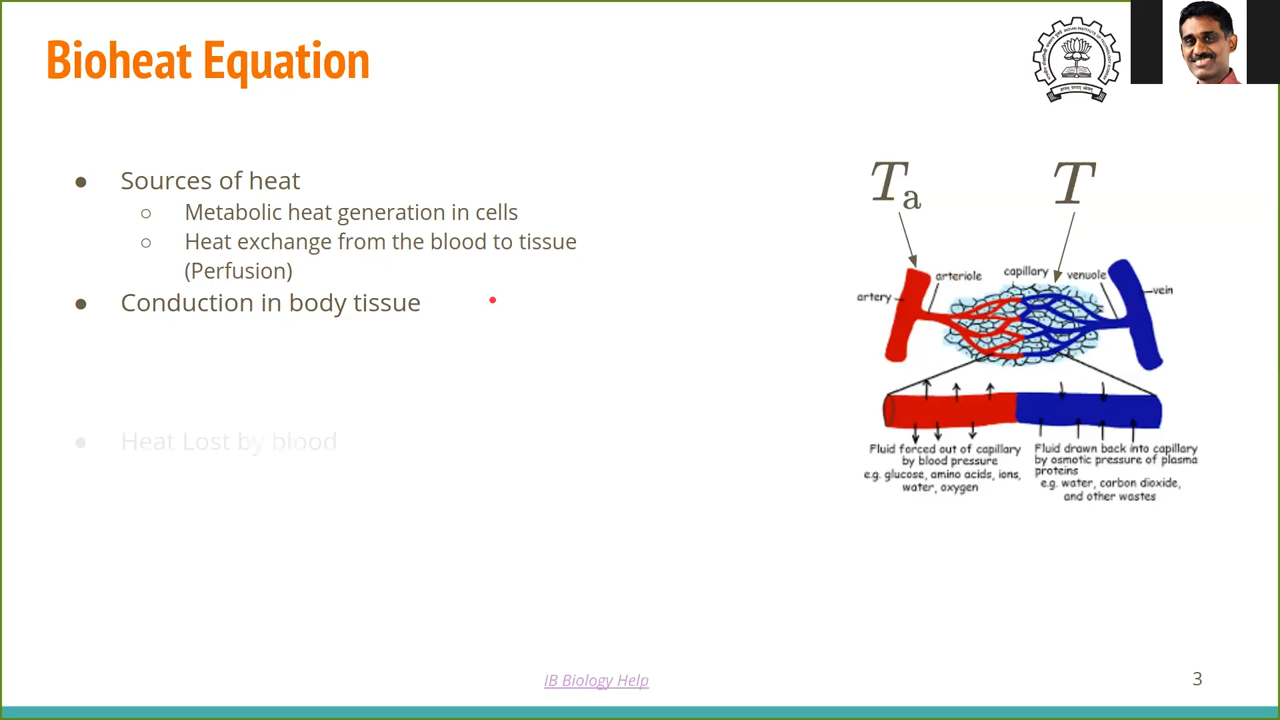 Bioheat Equation
● Sources of heat
○ Metabolic heat generation in cells
○ Heat exchange from the blood to tissue
(Perfusion)
● Conduction in body tissue
● Heat Lost by blood
Tₐ
T
arteriole
capillary
venuole
artery
vein
Fluid forced out of capillary
by blood pressure
e.g. glucose, amino acids, ions,
water, oxygen
Fluid drawn back into capillary
by osmotic pressure of plasma
proteins
e.g. water, carbon dioxide,
and other wastes
IB Biology Help
3